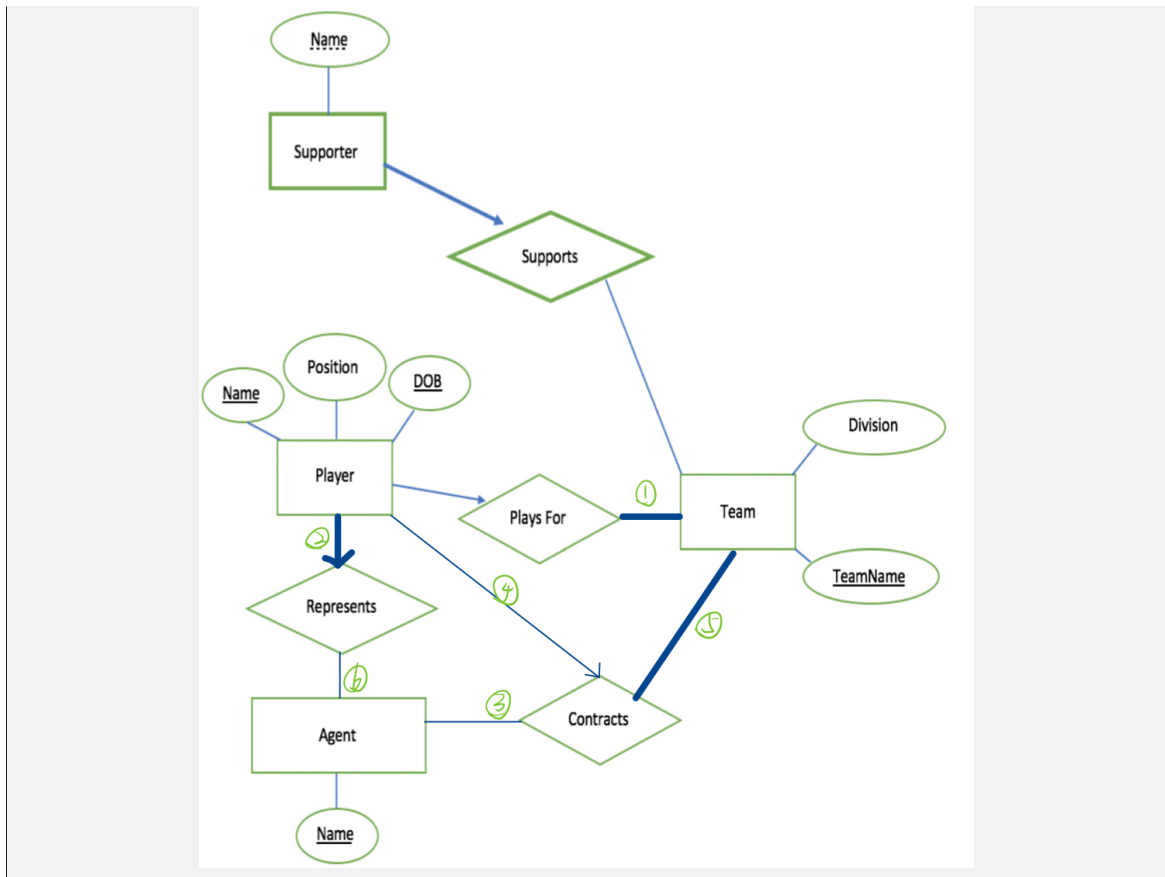 Name
Supporter
Supports
Position
DOB
Name
Division
Player
①
Team
Plays For
②
TeamName
④
Represents
⑤
⑥
③
Contracts
Agent
Name